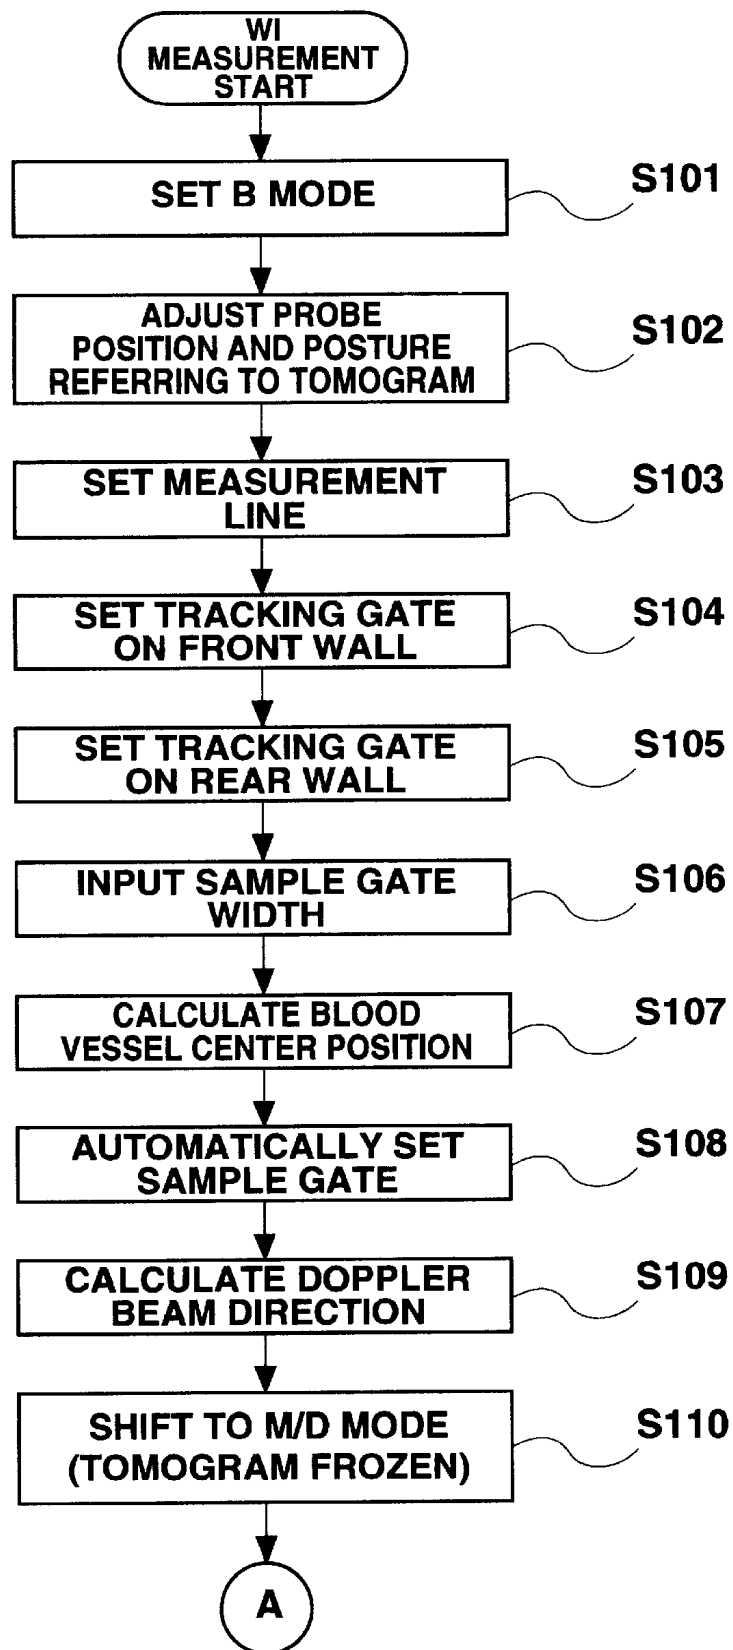 WI
MEASUREMENT
START
SET B MODE
S101
ADJUST PROBE
POSITION AND POSTURE
REFERRING TO TOMOGRAM
S102
SET MEASUREMENT
LINE
S103
SET TRACKING GATE
ON FRONT WALL
S104
SET TRACKING GATE
ON REAR WALL
S105
INPUT SAMPLE GATE
WIDTH
S106
CALCULATE BLOOD
VESSEL CENTER POSITION
S107
AUTOMATICALLY SET
SAMPLE GATE
S108
CALCULATE DOPPLER
BEAM DIRECTION
S109
SHIFT TO M/D MODE
(TOMOGRAM FROZEN)
S110
A